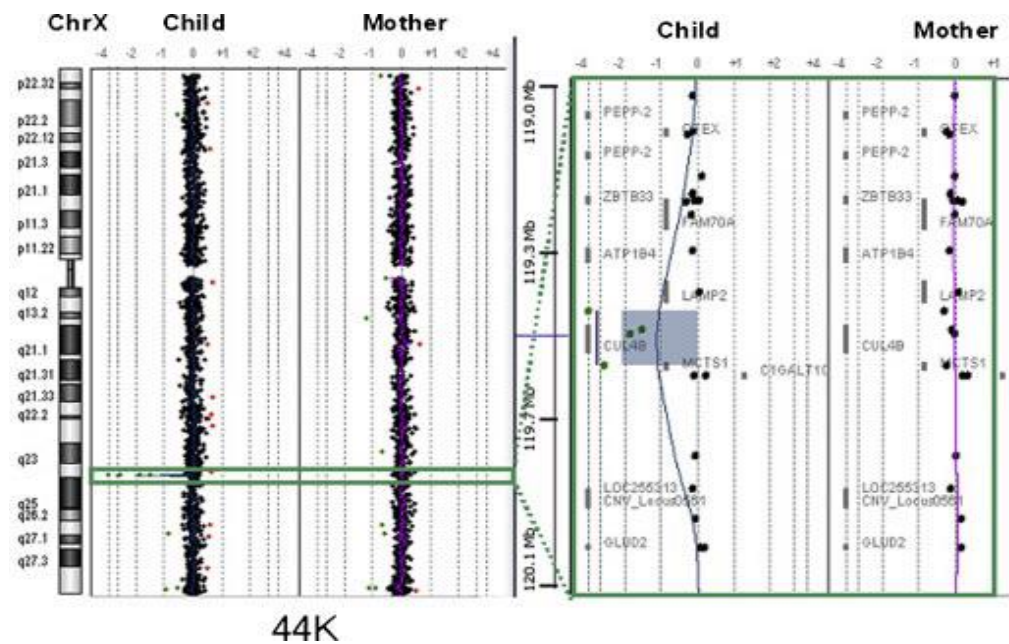 ChrX Child Mother
-4 -2 -1 0 +1 +2 +4 -4 -2 -1 0 +1 +2 +4
p22.32
p22.2
p22.12
p21.3
p21.1
p11.3
p11.22
q12
q13.2
q21.1
q21.31
q21.33
q22.2
q23
q25
q26.2
q27.1
q27.3
44K
Child Mother
-4 -2 -1 0 +1 +2 +4 -4 -2 -1 0 +1
119.0 Mb
119.3 Mb
119.7 Mb
120.1 Mb
PEPP-2 PEPP-2
PEPP-2 PEPP-2
ZBTB33 ZBTB33
FAM70A FAM70A
ATP1B4 ATP1B4
LAMP2 LAMP2
CUL4B CUL4B
MCTS1 C1GALT1C MCTS1
LOC255313 LOC255313
CNV_Locus0551 CNV_Locus0551
GLUD2 GLUD2